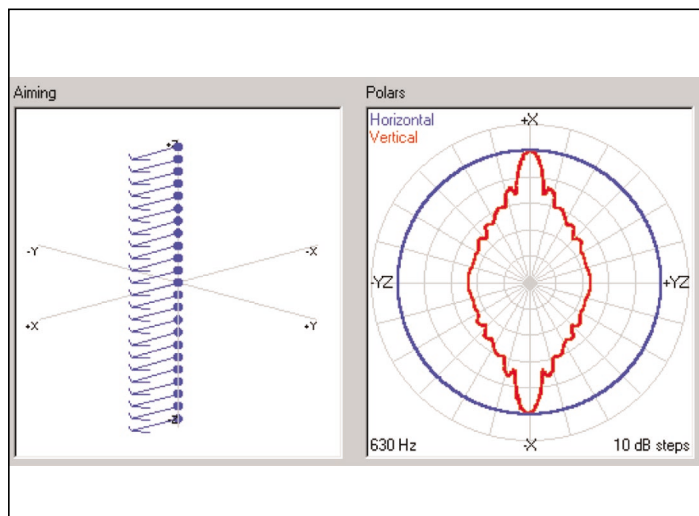 Aiming
+Z
-Y
-X
+X
+Y
-Z
Polars
Horizontal
Vertical
+X
-YZ
+YZ
630 Hz
-X
10 dB steps